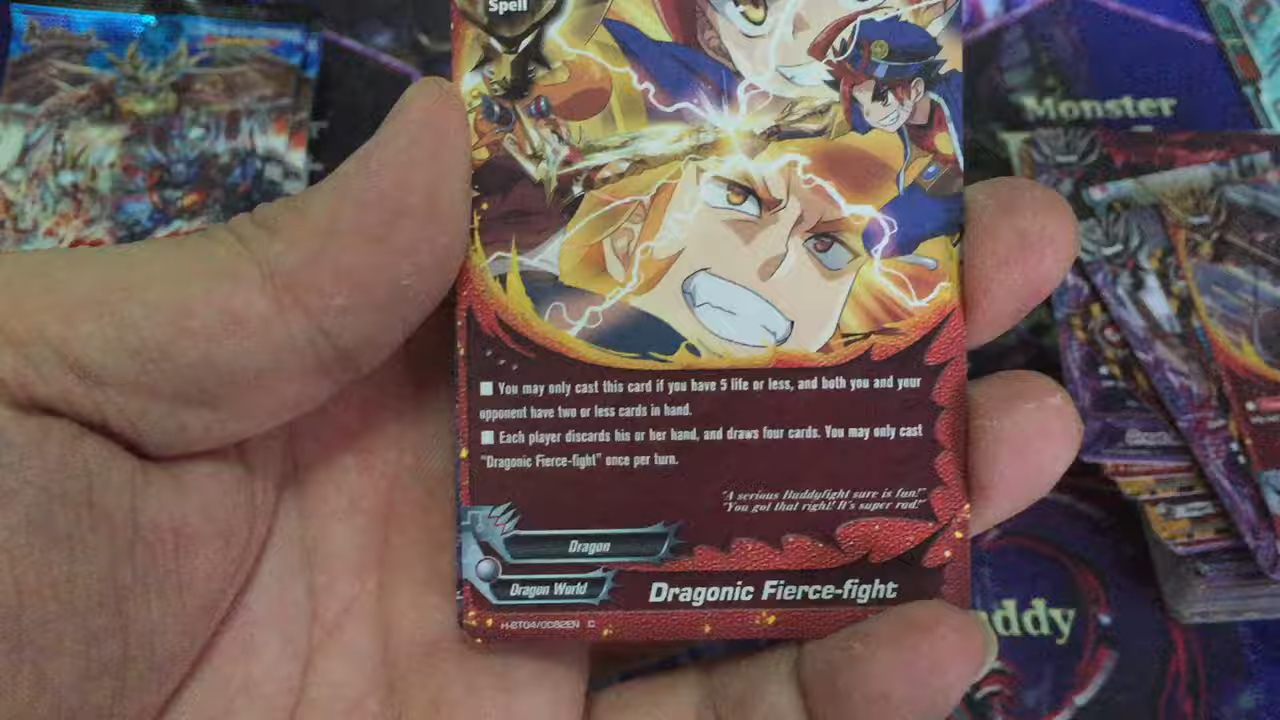 Spell
Monster
■ You may only cast this card if you have 5 life or less, and both you and your
opponent have two or less cards in hand.
■ Each player discards his or her hand, and draws four cards. You may only cast
"Dragonic Fierce-fight" once per turn.
"A serious Buddyfight sure is fun!"
"You got that right! It's super rad!"
Dragon
Dragon World
Dragonic Fierce-fight
H-BT04/0082EN C
ddy